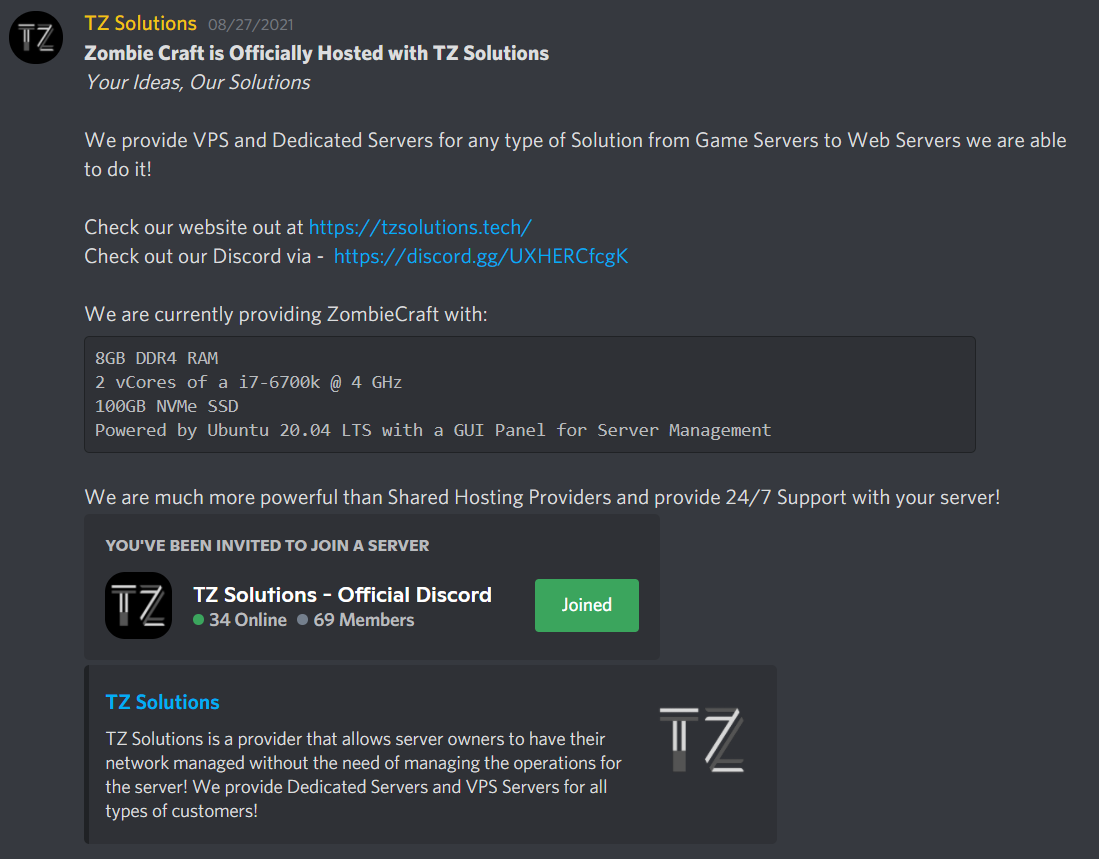 TZ
TZ Solutions 08/27/2021
Zombie Craft is Officially Hosted with TZ Solutions
Your Ideas, Our Solutions
We provide VPS and Dedicated Servers for any type of Solution from Game Servers to Web Servers we are able
to do it!
Check our website out at https://tzsolutions.tech/
Check out our Discord via - https://discord.gg/UXHERCfcgK
We are currently providing ZombieCraft with:
8GB DDR4 RAM
2 vCores of a i7-6700k @ 4 GHz
100GB NVMe SSD
Powered by Ubuntu 20.04 LTS with a GUI Panel for Server Management
We are much more powerful than Shared Hosting Providers and provide 24/7 Support with your server!
YOU'VE BEEN INVITED TO JOIN A SERVER
TZ
TZ Solutions - Official Discord
34 Online 69 Members
Joined
TZ Solutions
TZ Solutions is a provider that allows server owners to have their
network managed without the need of managing the operations for
the server! We provide Dedicated Servers and VPS Servers for all
types of customers!
TZ